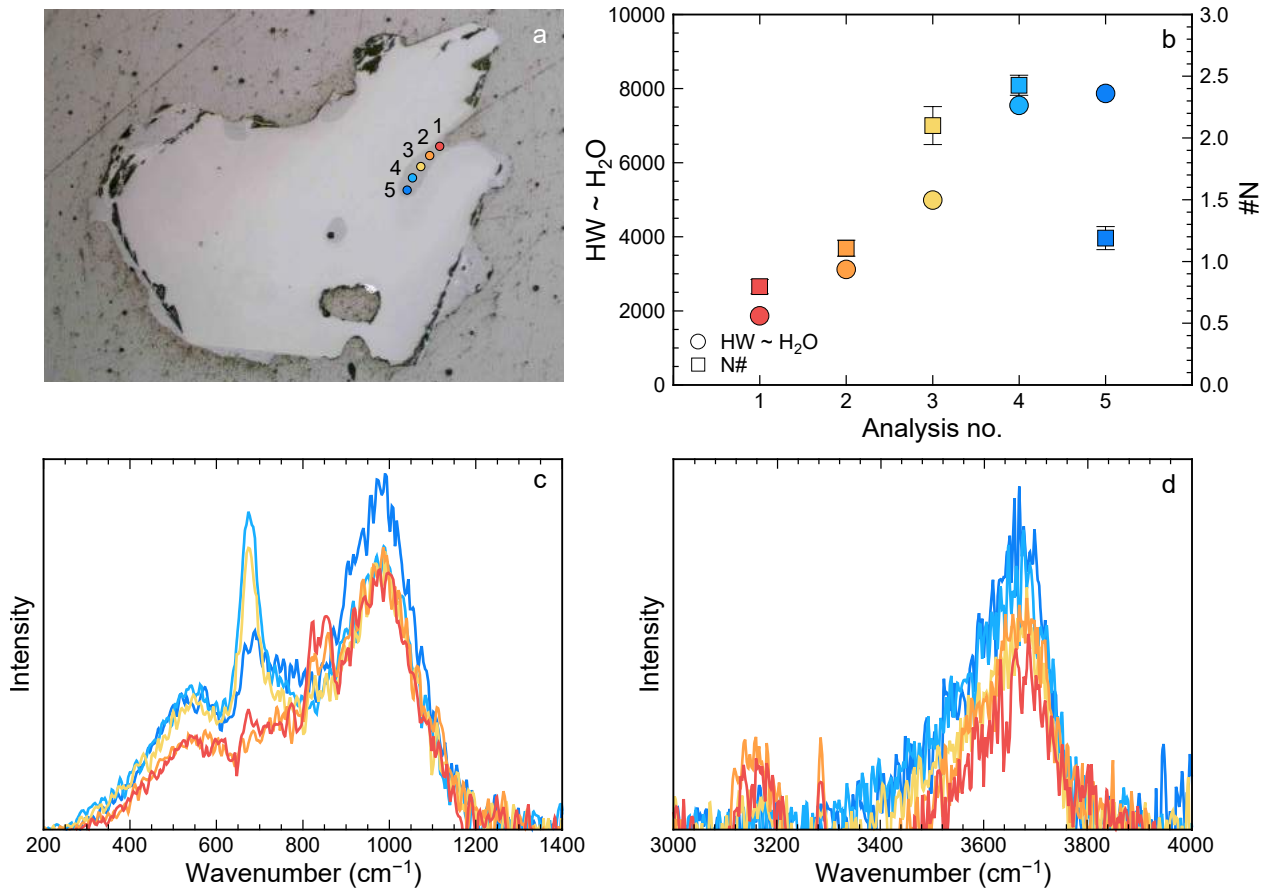 a
1
2
3
4
5
b
10000
8000
6000
4000
2000
0
HW ~ H₂O
3.0
2.5
2.0
1.5
1.0
0.5
0.0
N#
HW ~ H₂O
N#
1 2 3 4 5
Analysis no.
c
Intensity
200 400 600 800 1000 1200 1400
Wavenumber (cm⁻¹)
d
Intensity
3000 3200 3400 3600 3800 4000
Wavenumber (cm⁻¹)